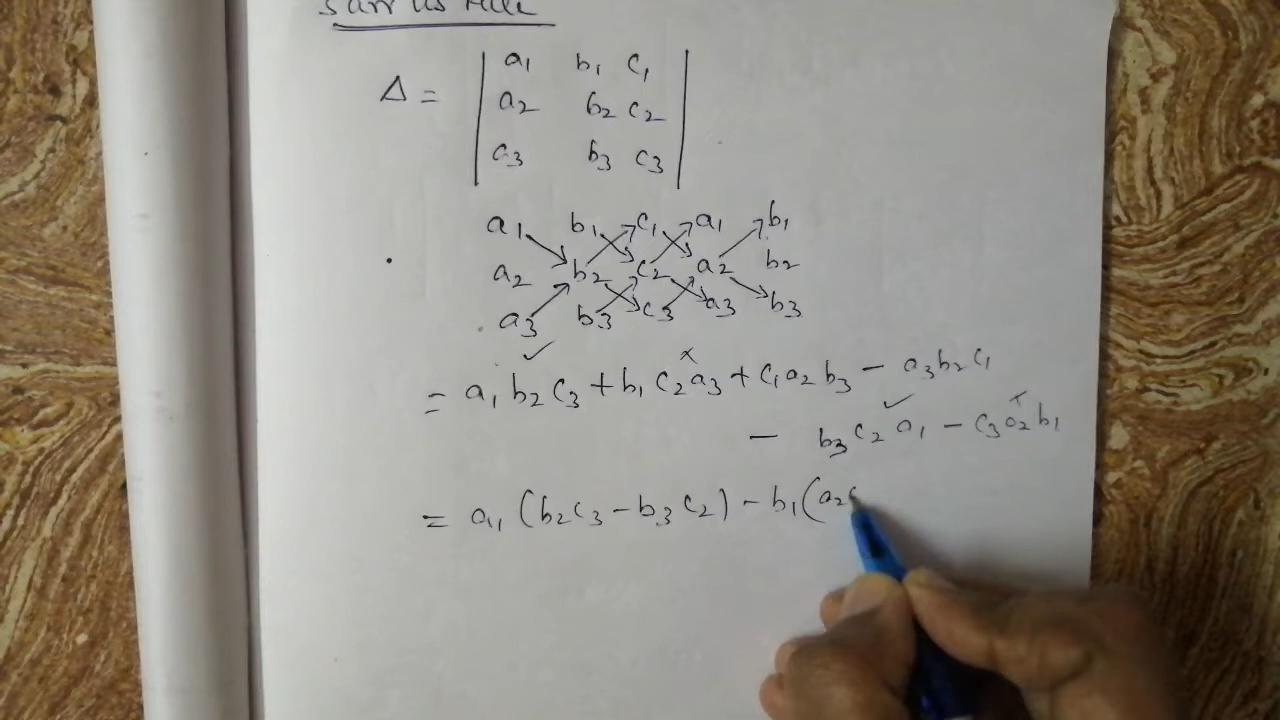 Δ = | a1 b1 c1 |
| a2 b2 c2 |
| a3 b3 c3 |
a1 b1 c1 a1 b1
a2 b2 c2 a2 b2
a3 b3 c3 a3 b3
= a1 b2 c3 + b1 c2 a3 + c1 a2 b3 - a3 b2 c1
- b3 c2 a1 - c3 a2 b1
= a1 (b2 c3 - b3 c2) - b1 (a2 c